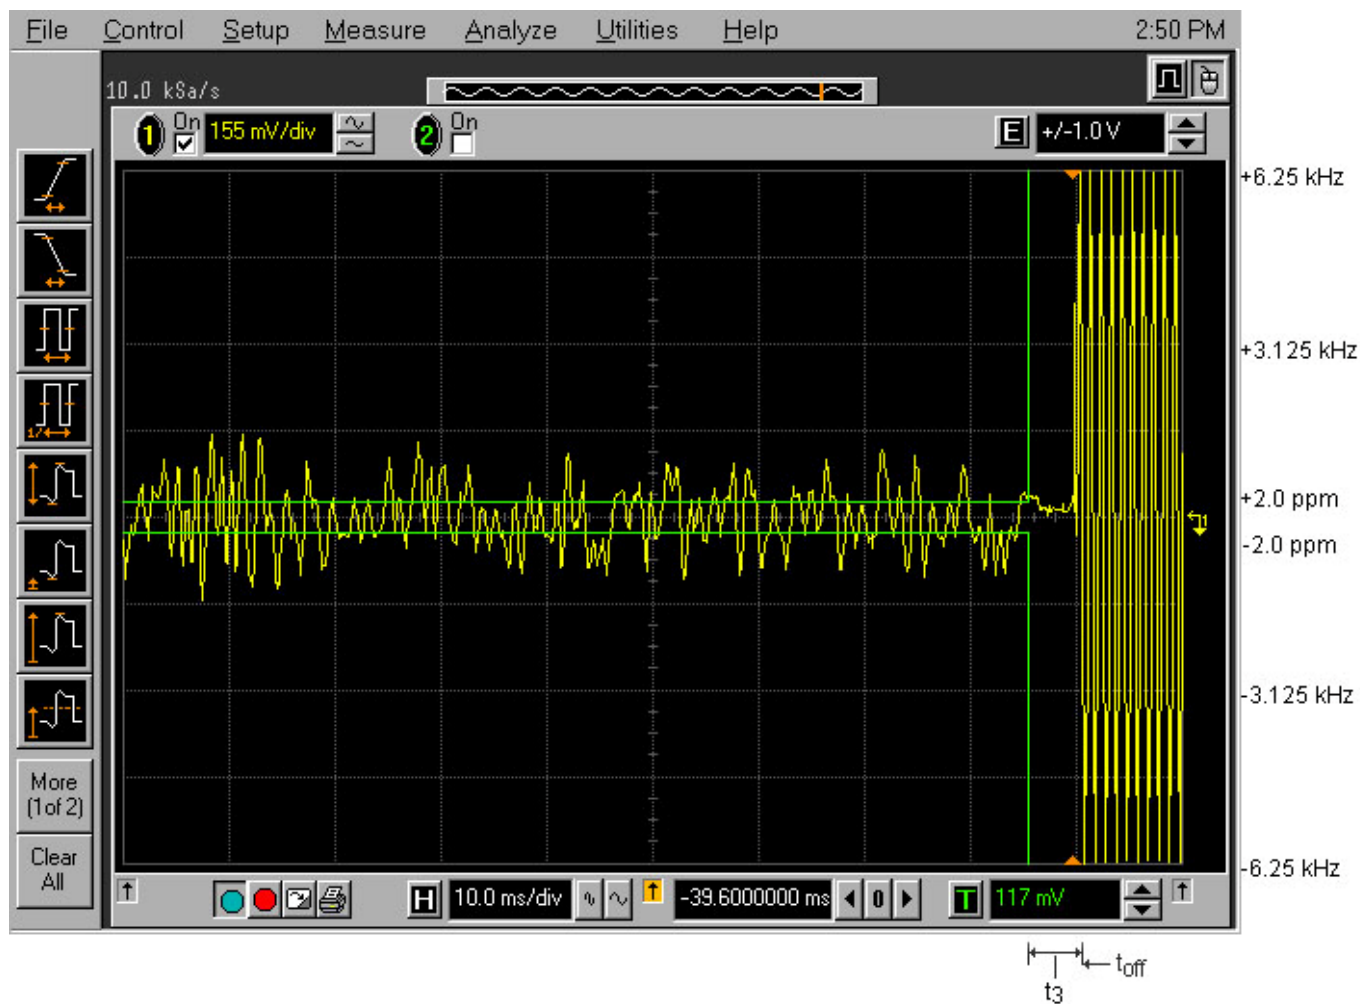 File Control Setup Measure Analyze Utilities Help 2:50 PM
10.0 kSa/s
1 On 155 mV/div 2 On E +/-1.0 V
+6.25 kHz
+3.125 kHz
1/
+2.0 ppm
-2.0 ppm
-3.125 kHz
More
(1of 2)
Clear
All
-6.25 kHz
H 10.0 ms/div -39.6000000 ms 0 T 117 mV
toff
t3